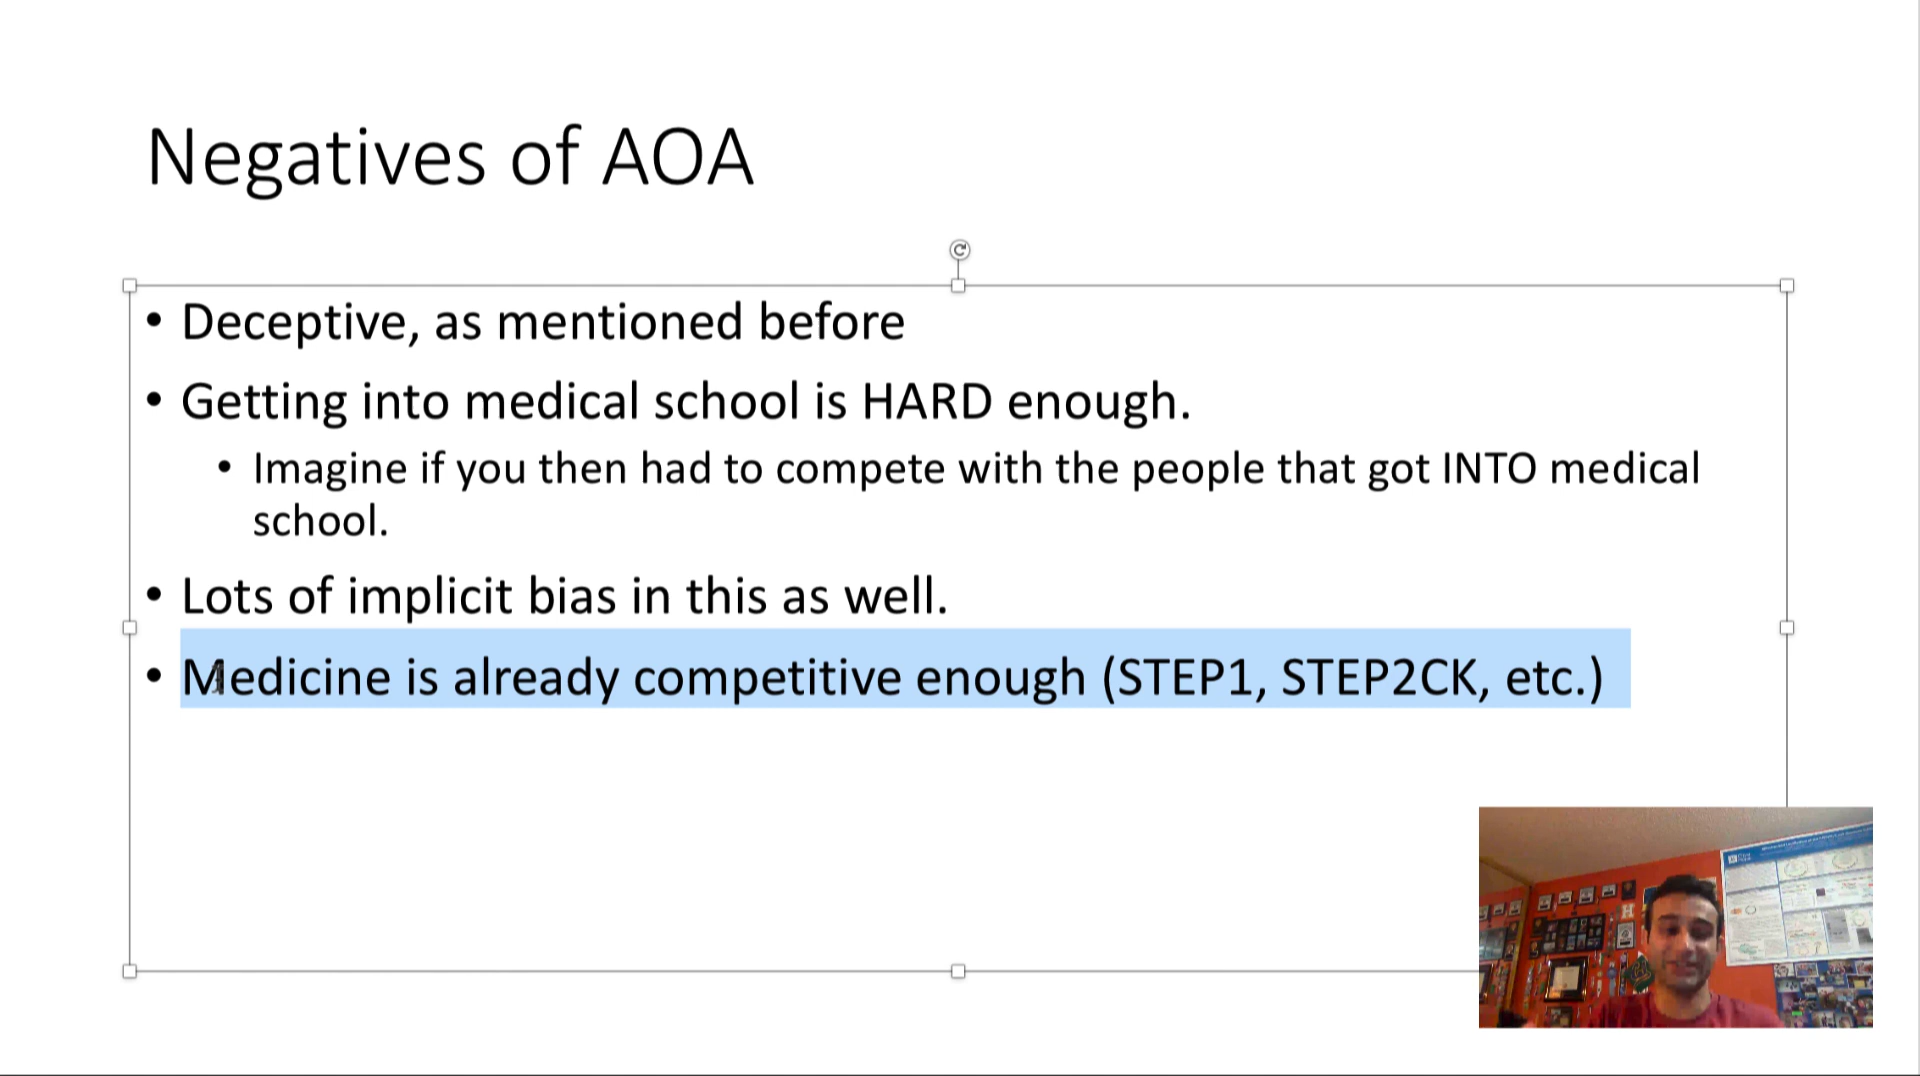 Negatives of AOA
• Deceptive, as mentioned before
• Getting into medical school is HARD enough.
• Imagine if you then had to compete with the people that got INTO medical
school.
• Lots of implicit bias in this as well.
• Medicine is already competitive enough (STEP1, STEP2CK, etc.)